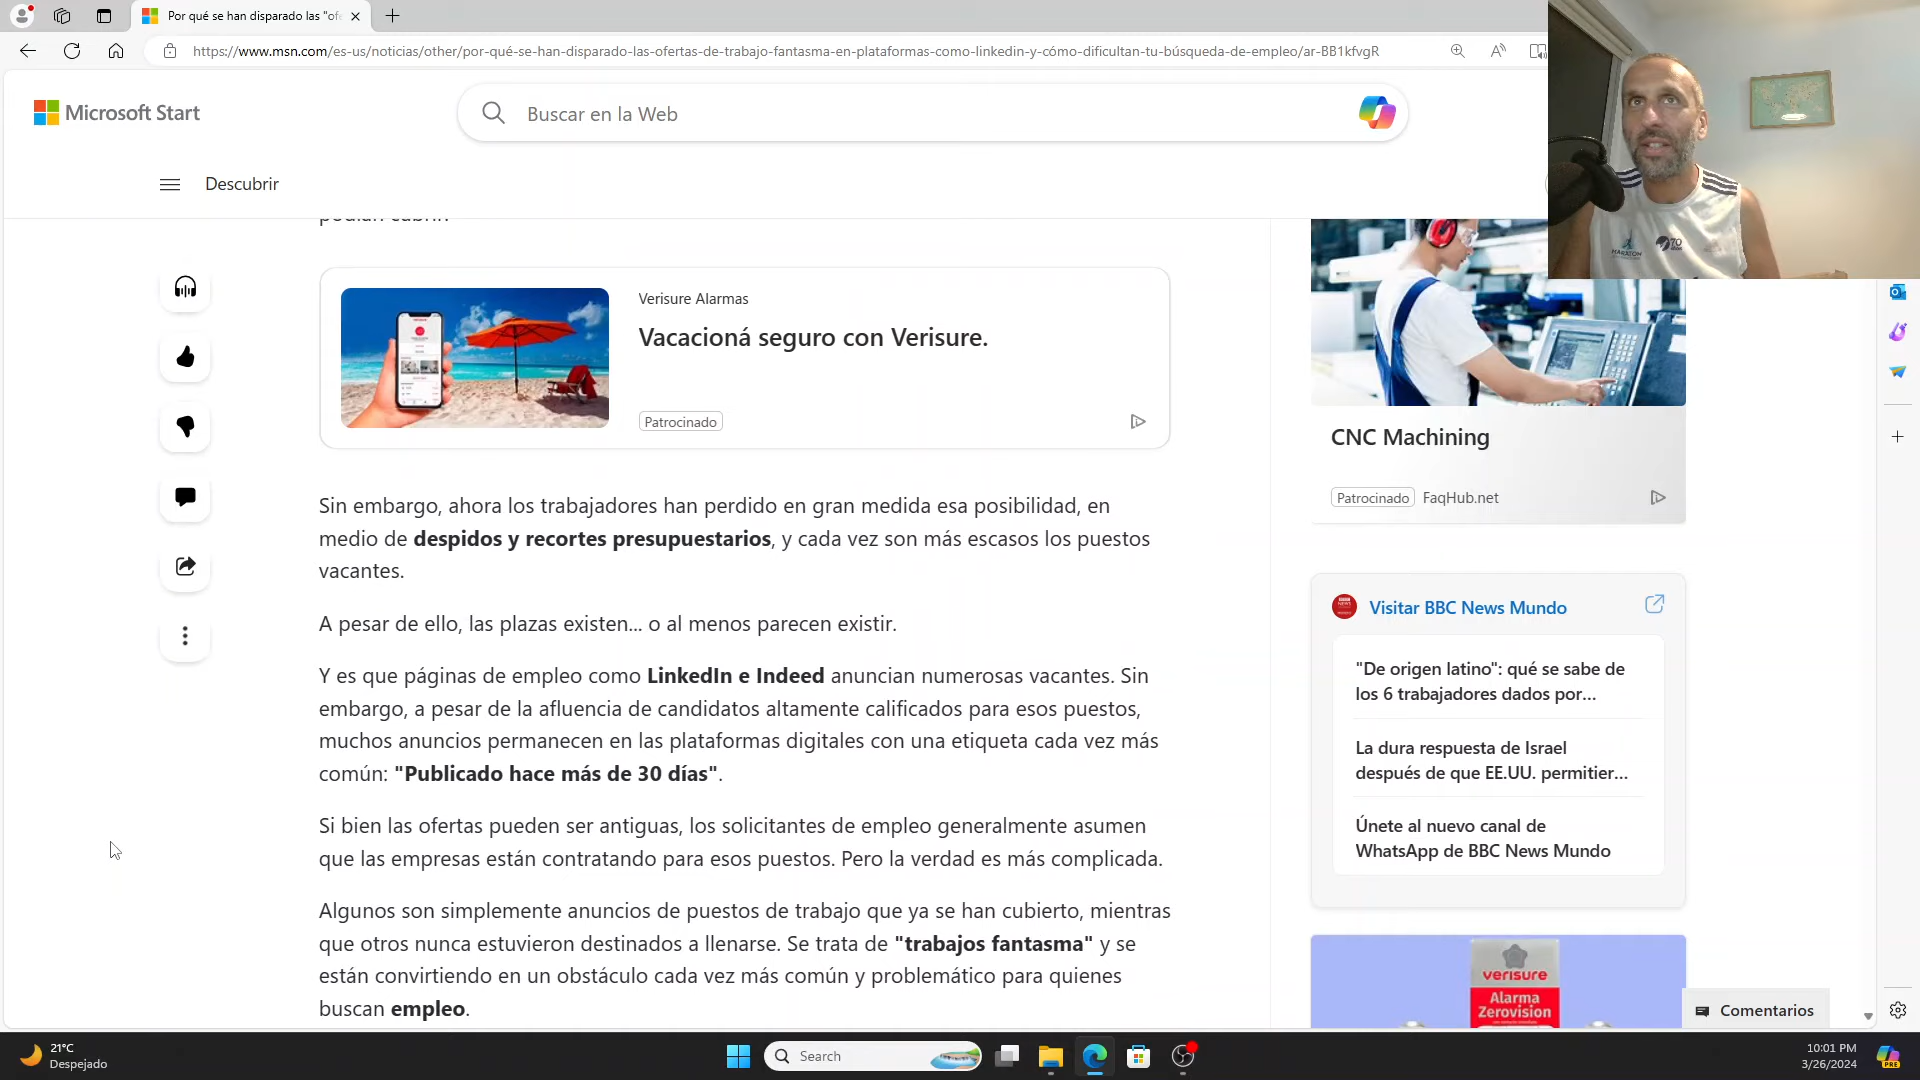 Por qué se han disparado las "ofe
https://www.msn.com/es-us/noticias/other/por-qué-se-han-disparado-las-ofertas-de-trabajo-fantasma-en-plataformas-como-linkedin-y-cómo-dificultan-tu-búsqueda-de-empleo/ar-BB1kfvgR
Microsoft Start
Buscar en la Web
Descubrir
podían cubrir.
Verisure Alarmas
Vacacioná seguro con Verisure.
Patrocinado
Sin embargo, ahora los trabajadores han perdido en gran medida esa posibilidad, en
medio de despidos y recortes presupuestarios, y cada vez son más escasos los puestos
vacantes.
A pesar de ello, las plazas existen... o al menos parecen existir.
Y es que páginas de empleo como LinkedIn e Indeed anuncian numerosas vacantes. Sin
embargo, a pesar de la afluencia de candidatos altamente calificados para esos puestos,
muchos anuncios permanecen en las plataformas digitales con una etiqueta cada vez más
común: "Publicado hace más de 30 días".
Si bien las ofertas pueden ser antiguas, los solicitantes de empleo generalmente asumen
que las empresas están contratando para esos puestos. Pero la verdad es más complicada.
Algunos son simplemente anuncios de puestos de trabajo que ya se han cubierto, mientras
que otros nunca estuvieron destinados a llenarse. Se trata de "trabajos fantasma" y se
están convirtiendo en un obstáculo cada vez más común y problemático para quienes
buscan empleo.
MARATON
70
CNC Machining
Patrocinado FaqHub.net
Visitar BBC News Mundo
"De origen latino": qué se sabe de
los 6 trabajadores dados por...
La dura respuesta de Israel
después de que EE.UU. permitier...
Únete al nuevo canal de
WhatsApp de BBC News Mundo
verisure
Alarma
Zerovision
Comentarios
21°C
Despejado
Search
10:01 PM
3/26/2024
PRE